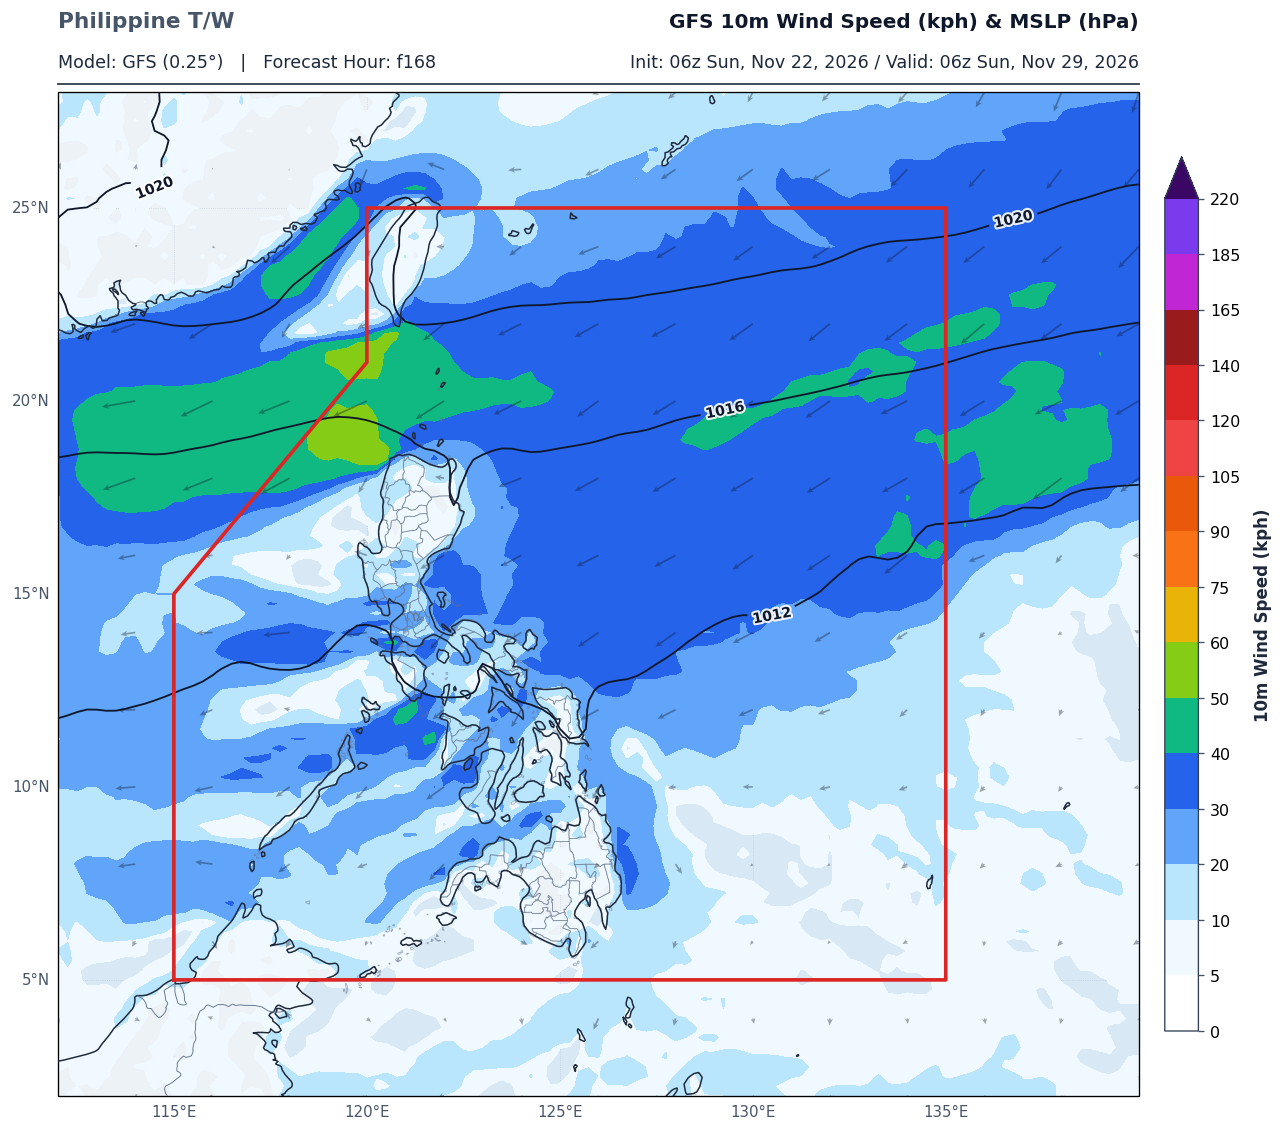 Philippine T/W
GFS 10m Wind Speed (kph) & MSLP (hPa)
Model: GFS (0.25°) | Forecast Hour: f168
Init: 06z Sun, Nov 22, 2026 / Valid: 06z Sun, Nov 29, 2026
25°N
20°N
15°N
10°N
5°N
115°E
120°E
125°E
130°E
135°E
1020
1020
1016
1012
220
185
165
140
120
105
90
75
60
50
40
30
20
10
5
0
10m Wind Speed (kph)